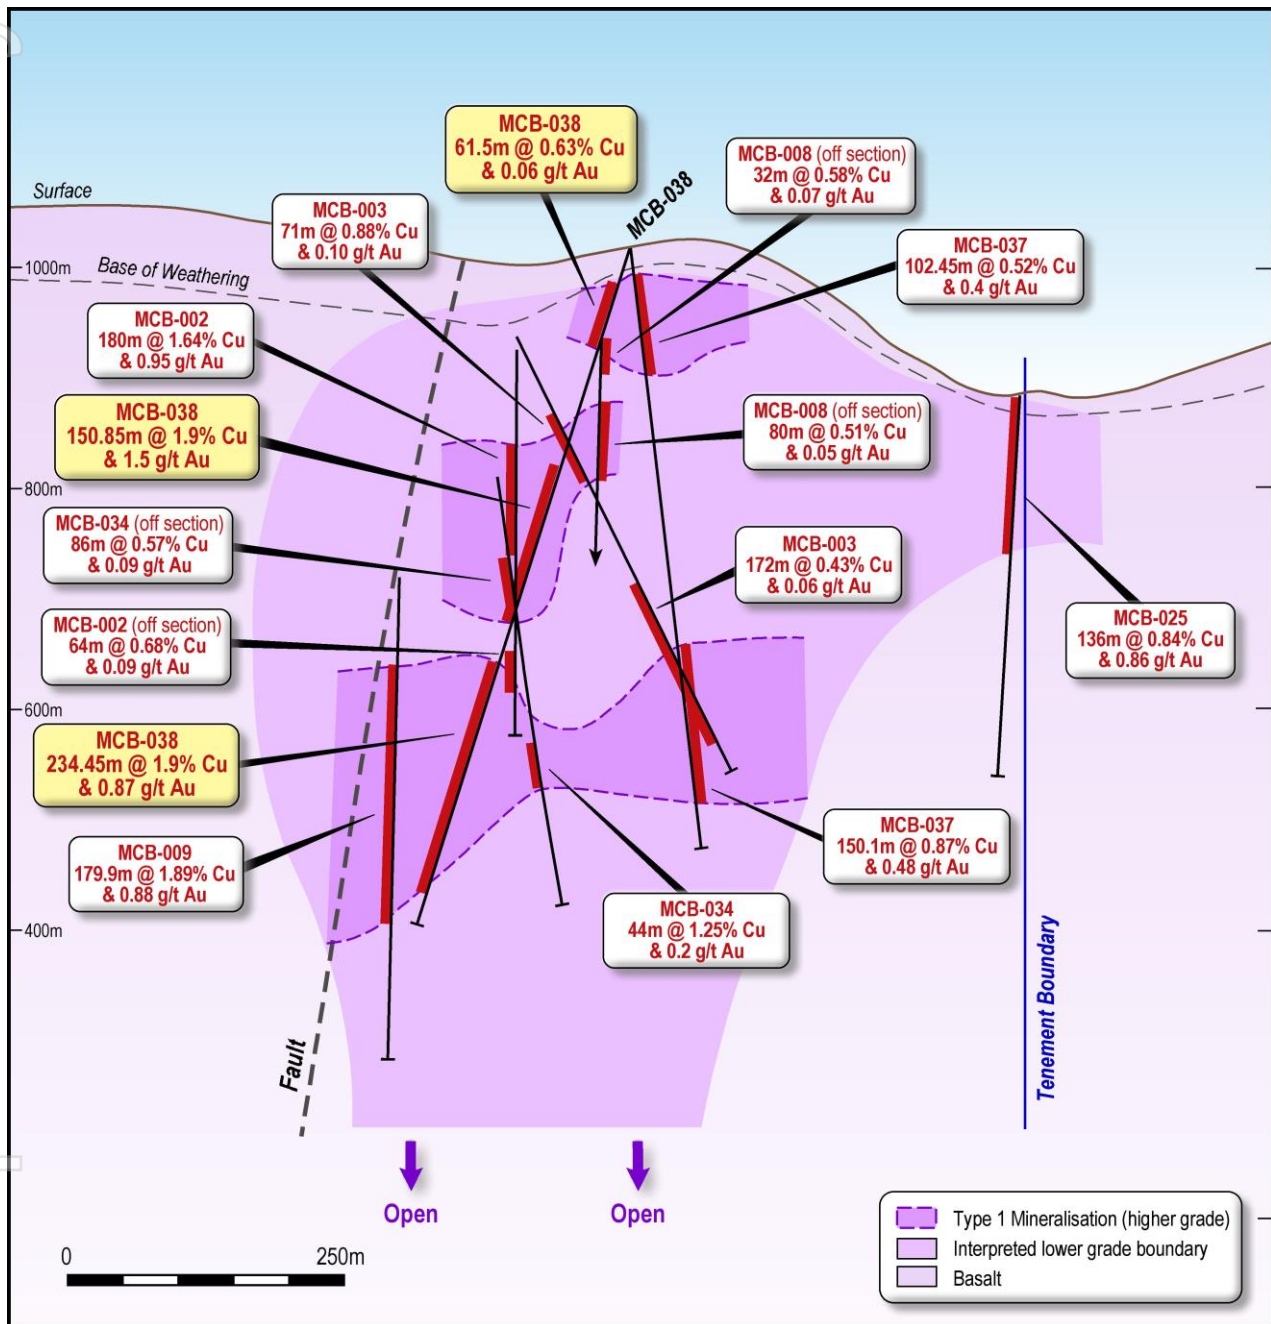 MCB-038
61.5m @ 0.63% Cu
& 0.06 g/t Au
MCB-038
MCB-008 (off section)
32m @ 0.58% Cu
& 0.07 g/t Au
Surface
MCB-003
71m @ 0.88% Cu
& 0.10 g/t Au
MCB-037
102.45m @ 0.52% Cu
& 0.4 g/t Au
1000m
Base of Weathering
MCB-002
180m @ 1.64% Cu
& 0.95 g/t Au
MCB-038
150.85m @ 1.9% Cu
& 1.5 g/t Au
MCB-008 (off section)
80m @ 0.51% Cu
& 0.05 g/t Au
800m
MCB-034 (off section)
86m @ 0.57% Cu
& 0.09 g/t Au
MCB-003
172m @ 0.43% Cu
& 0.06 g/t Au
MCB-002 (off section)
64m @ 0.68% Cu
& 0.09 g/t Au
MCB-025
136m @ 0.84% Cu
& 0.86 g/t Au
600m
MCB-038
234.45m @ 1.9% Cu
& 0.87 g/t Au
MCB-009
179.9m @ 1.89% Cu
& 0.88 g/t Au
MCB-037
150.1m @ 0.87% Cu
& 0.48 g/t Au
MCB-034
44m @ 1.25% Cu
& 0.2 g/t Au
400m
Fault
Tenement Boundary
Open
Open
0 250m
Type 1 Mineralisation (higher grade)
Interpreted lower grade boundary
Basalt